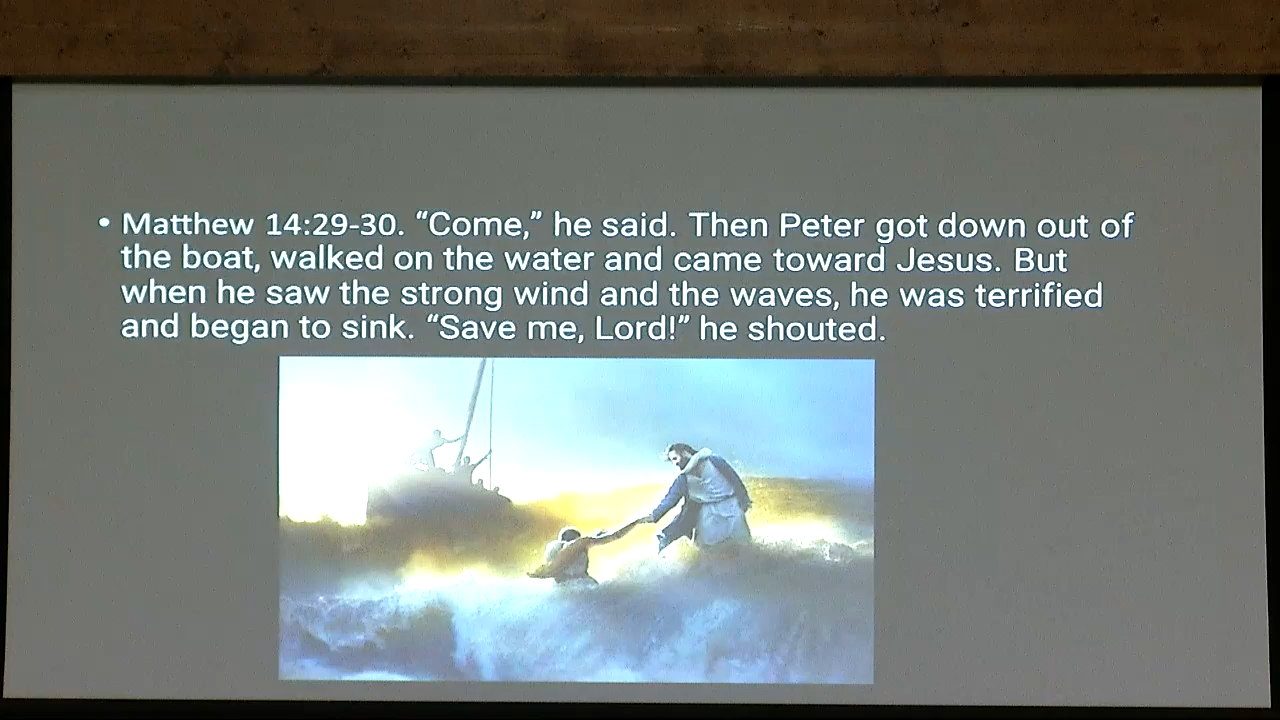 • Matthew 14:29-30. “Come,” he said. Then Peter got down out of
the boat, walked on the water and came toward Jesus. But
when he saw the strong wind and the waves, he was terrified
and began to sink. “Save me, Lord!” he shouted.